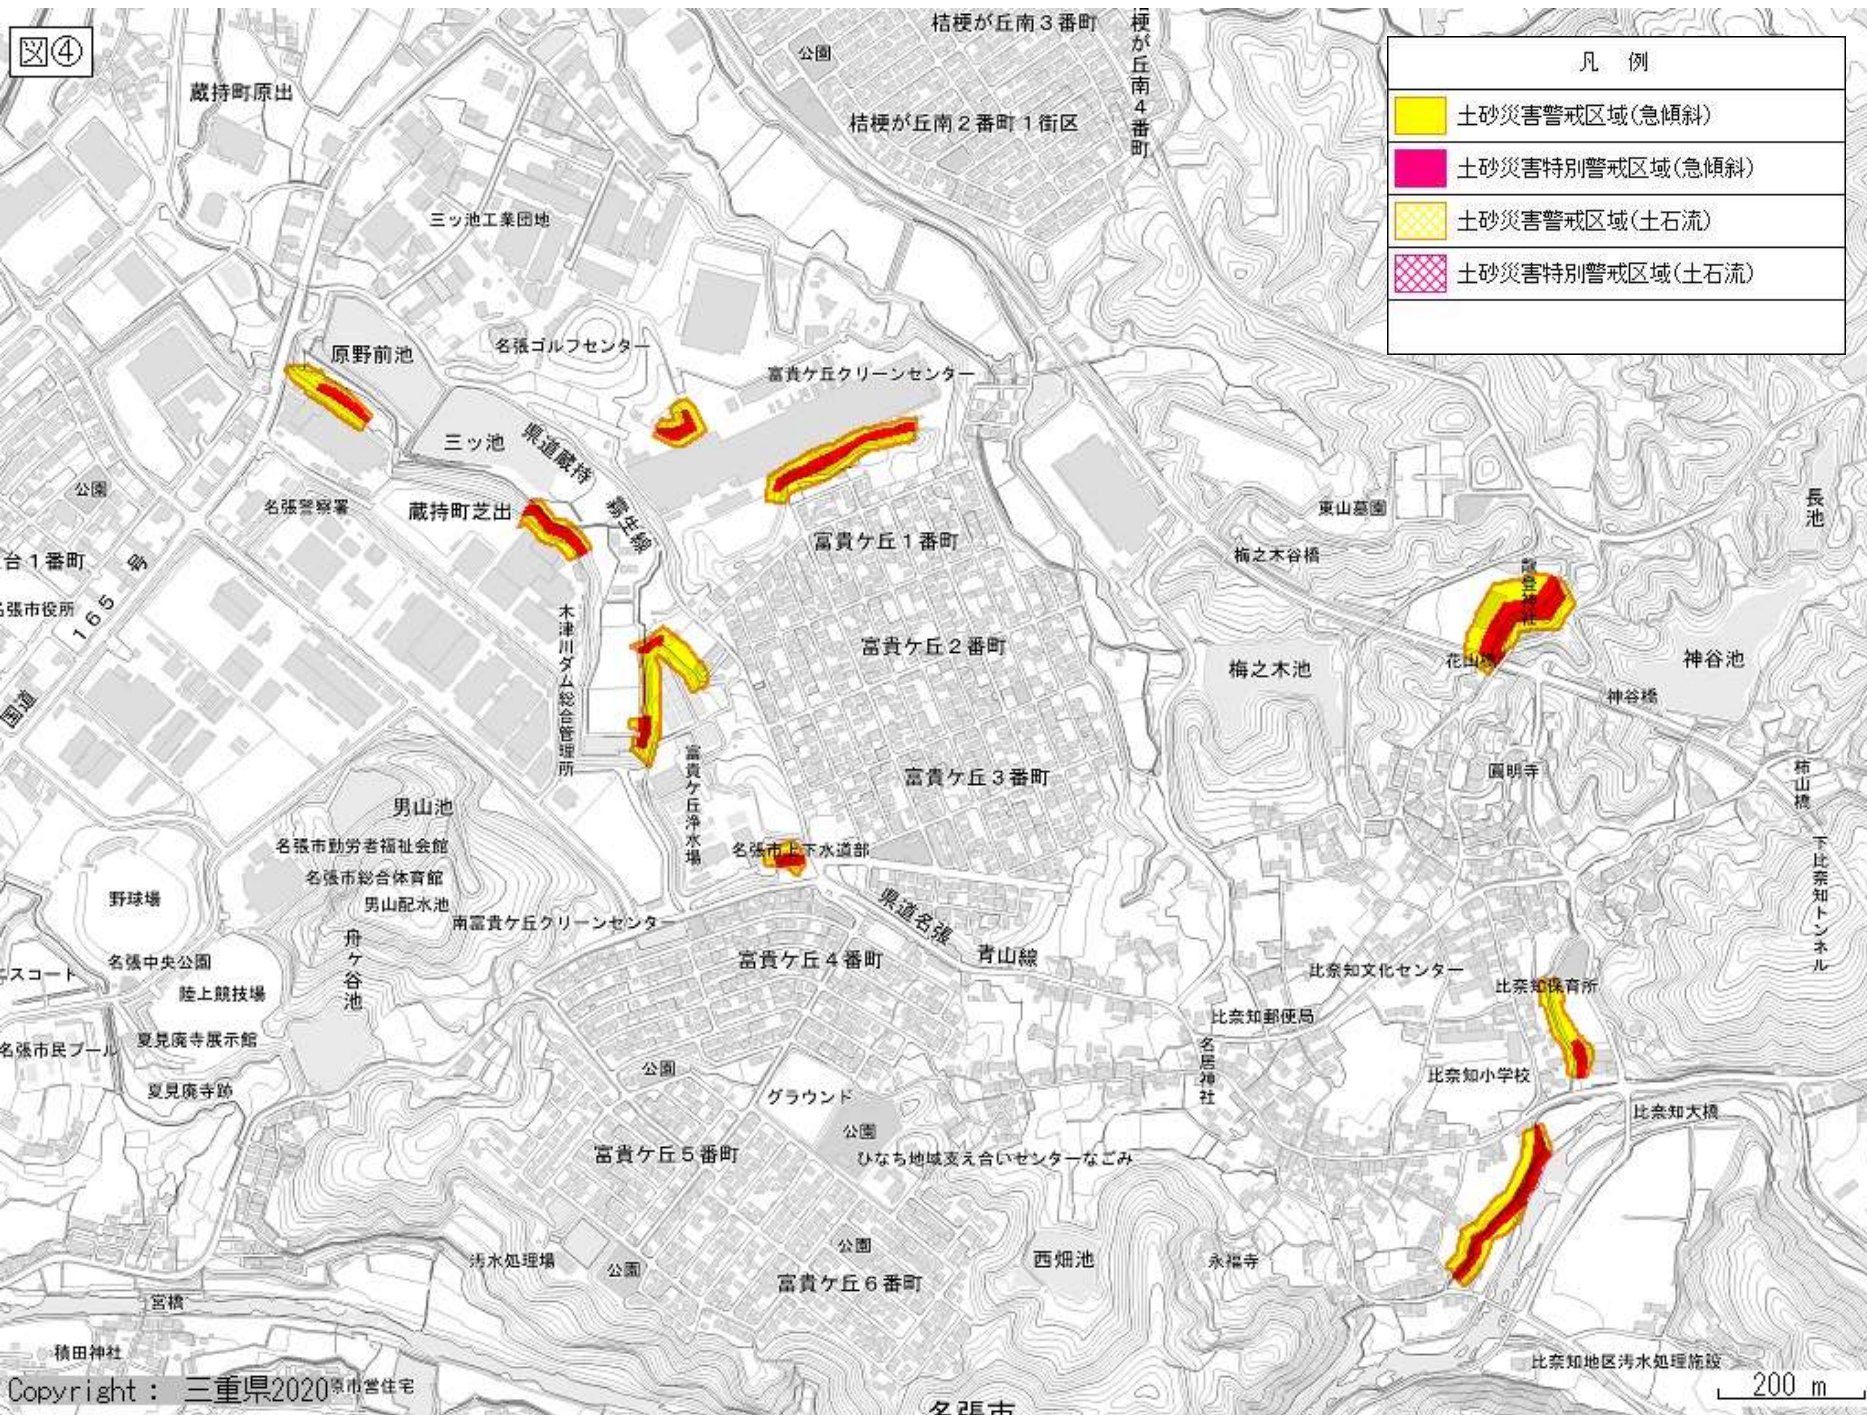 図④
桔梗が丘南3番町
公園
梗が丘南4番町
凡 例
土砂災害警戒区域(急傾斜)
土砂災害特別警戒区域(急傾斜)
土砂災害警戒区域(土石流)
土砂災害特別警戒区域(土石流)
蔵持町原出
桔梗が丘南2番町1街区
三ッ池工業団地
原野前池
名張ゴルフセンター
富貴ケ丘クリーンセンター
三ッ池
県道蔵持
霧生線
公園
名張警察署
蔵持町芝出
東山墓園
長池
富貴ケ丘1番町
梅之木谷橋
台1番町
号
165
国道
名張市役所
木津川ダム総合管理所
富貴ケ丘2番町
梅之木池
花山橋
神谷池
神谷橋
富貴ケ丘浄水場
富貴ケ丘3番町
圓明寺
柿山橋
男山池
名張市勤労者福祉会館
名張市上下水道部
下比奈知トンネル
名張市総合体育館
野球場
男山配水池
南富貴ケ丘クリーンセンター
県道名張
青山線
舟ヶ谷池
名張中央公園
富貴ケ丘4番町
比奈知文化センター
ニスコート
陸上競技場
比奈知保育所
比奈知郵便局
夏見廃寺展示館
名張市民プール
名居神社
公園
比奈知小学校
夏見廃寺跡
グラウンド
比奈知大橋
公園
富貴ケ丘5番町
ひなち地域支え合いセンターなごみ
公園
汚水処理場
公園
西畑池
永福寺
富貴ケ丘6番町
宮橋
積田神社
比奈知地区汚水処理施設
Copyright : 三重県2020
原市営住宅
200 m
名張市